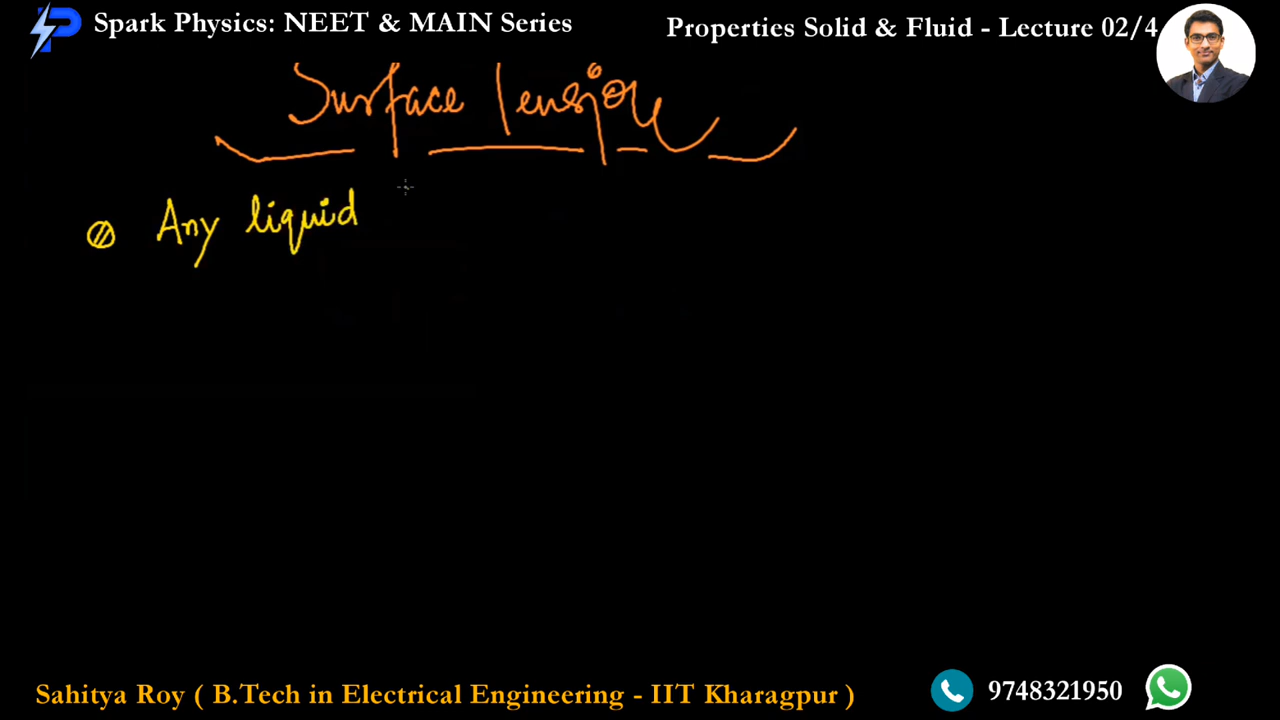 Spark Physics: NEET & MAIN Series
Properties Solid & Fluid - Lecture 02/4
Surface Tension
Any liquid
Sahitya Roy ( B.Tech in Electrical Engineering - IIT Kharagpur )
9748321950